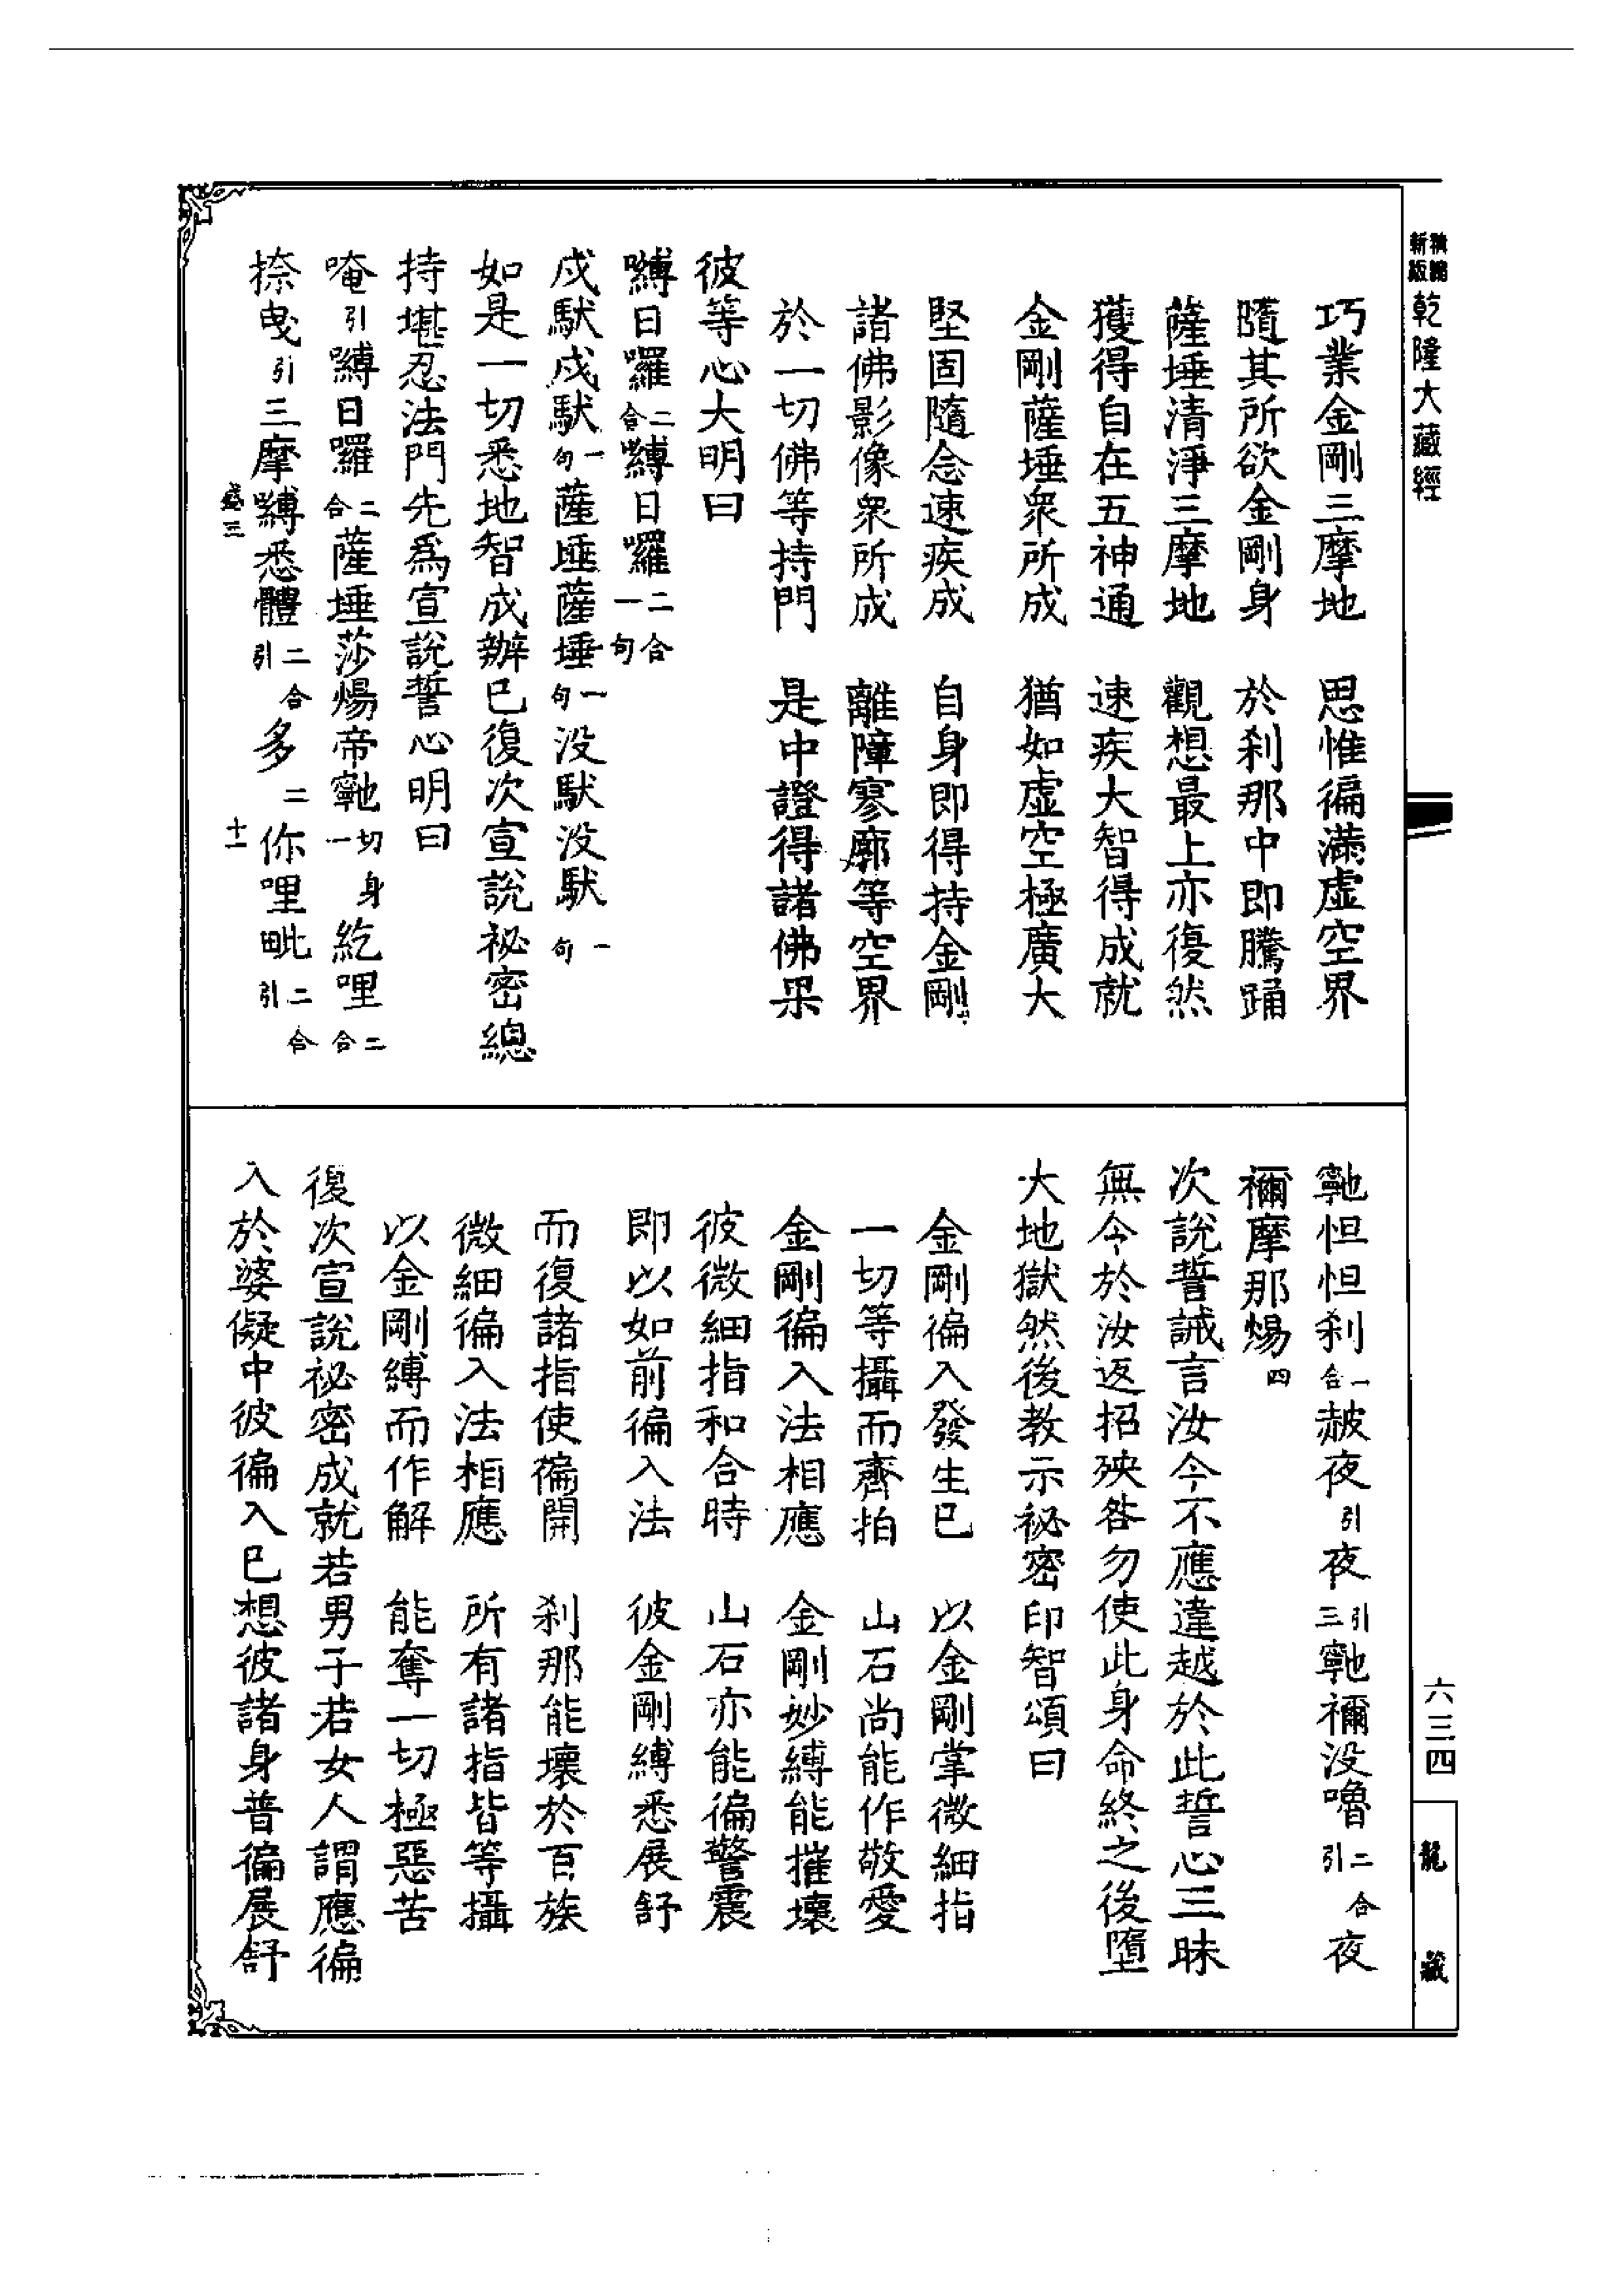 新版
乾隆大藏經
六三四
龍藏
巧業金剛三摩地　思惟徧滿虛空界
隨其所欲金剛身　於刹那中即騰踊
薩埵清淨三摩地　觀想最上亦復然
獲得自在五神通　速疾大智得成就
金剛薩埵衆所成　猶如虛空極廣大
堅固隨念速疾成　自身即得持金剛
諸佛影像衆所成　離障寥廓等空界
於一切佛等持門　是中證得諸佛果
彼等心大明曰
嚩日囉二合嚩日囉二合一句
戍馱戍馱一句薩埵薩埵一句没馱没馱一句
如是一切悉地智成辦已復次宣說祕密總
持堪忍法門先爲宣說誓心明曰
唵引嚩日囉二合薩埵莎煬帝𪘨切身一紇哩二合
捺曳引三摩嚩悉體二合引多二你哩毗二合引
盛三　十一
𪘨怛怛刹二合赦夜引夜引三𪘨禰没嚕二合引夜
禰摩那煬四
次說誓誡言汝今不應違越於此誓心三昧
無令於汝返招殃咎勿使此身命終之後墮
大地獄然後教示祕密印智頌曰
金剛徧入發生已　以金剛掌微細指
一切等攝而齊拍　山石尚能作敬愛
金剛徧入法相應　金剛妙縛能摧壞
彼微細指和合時　山石亦能徧警震
即以如前徧入法　彼金剛縛悉展舒
而復諸指使徧開　刹那能壞於百族
微細徧入法相應　所有諸指皆等攝
以金剛縛而作解　能奪一切極惡苦
復次宣說祕密成就若男子若女人謂應徧
入於婆儗中彼徧入已想彼諸身普徧展舒